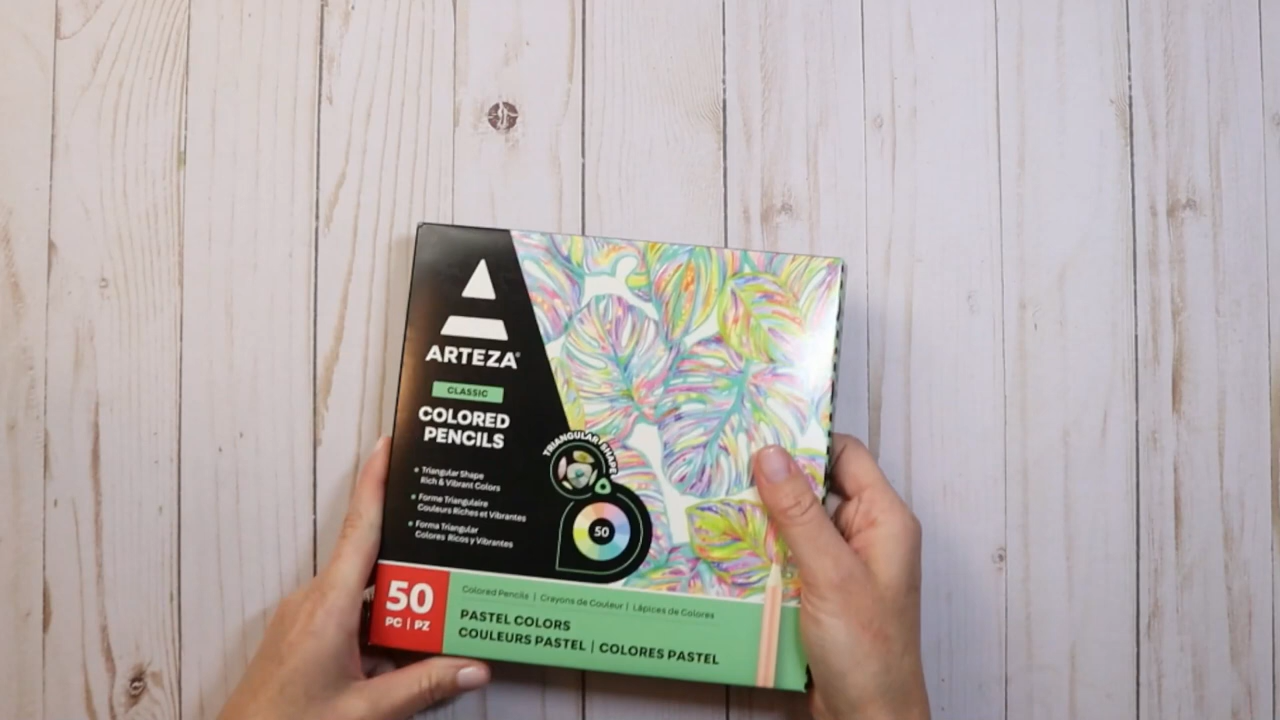 ARTEZA®
CLASSIC
COLORED
PENCILS
• Triangular Shape
Rich & Vibrant Colors
• Forme Triangulaire
Couleurs Riches et Vibrantes
• Forma Triangular
Colores Ricos y Vibrantes
TRIANGULAR SHAPE
50
50
PC | PZ
Colored Pencils | Crayons de Couleur | Lápices de Colores
PASTEL COLORS
COULEURS PASTEL | COLORES PASTEL